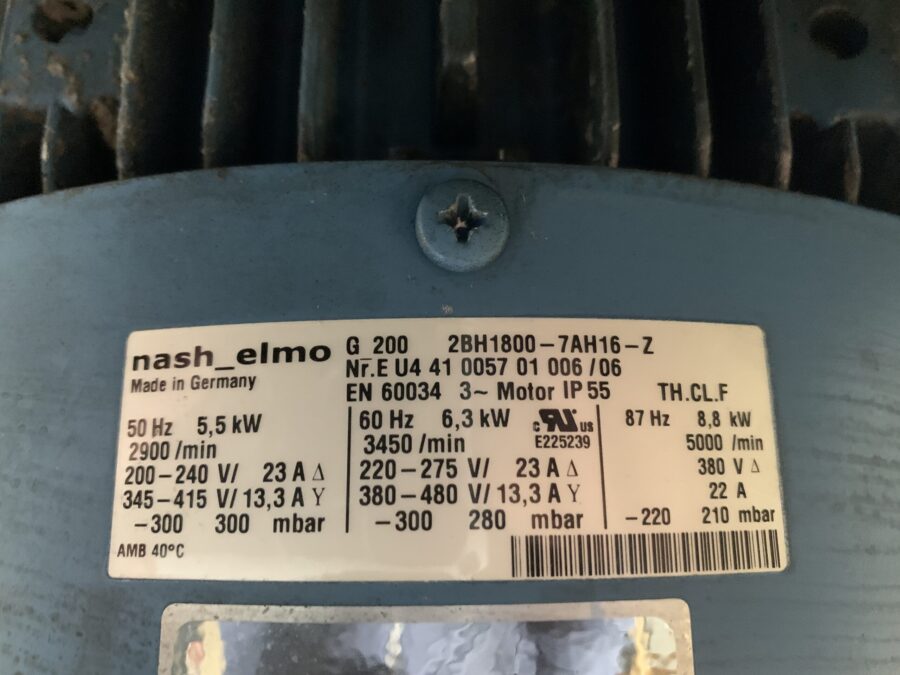 nash_elmo
Made in Germany
G 200 2BH1800-7AH16-Z
Nr.E U4 41 0057 01 006 /06
EN 60034 3~ Motor IP 55 TH.CL.F
50 Hz 5,5 kW
2900 /min
200-240 V/ 23 A Δ
345-415 V/ 13,3 A Y
-300 300 mbar
AMB 40°C
60 Hz 6,3 kW
3450 /min
220-275 V/ 23 A Δ
380-480 V/ 13,3 A Y
-300 280 mbar
c RU us
E225239
87 Hz 8,8 kW
5000 /min
380 V Δ
22 A
-220 210 mbar